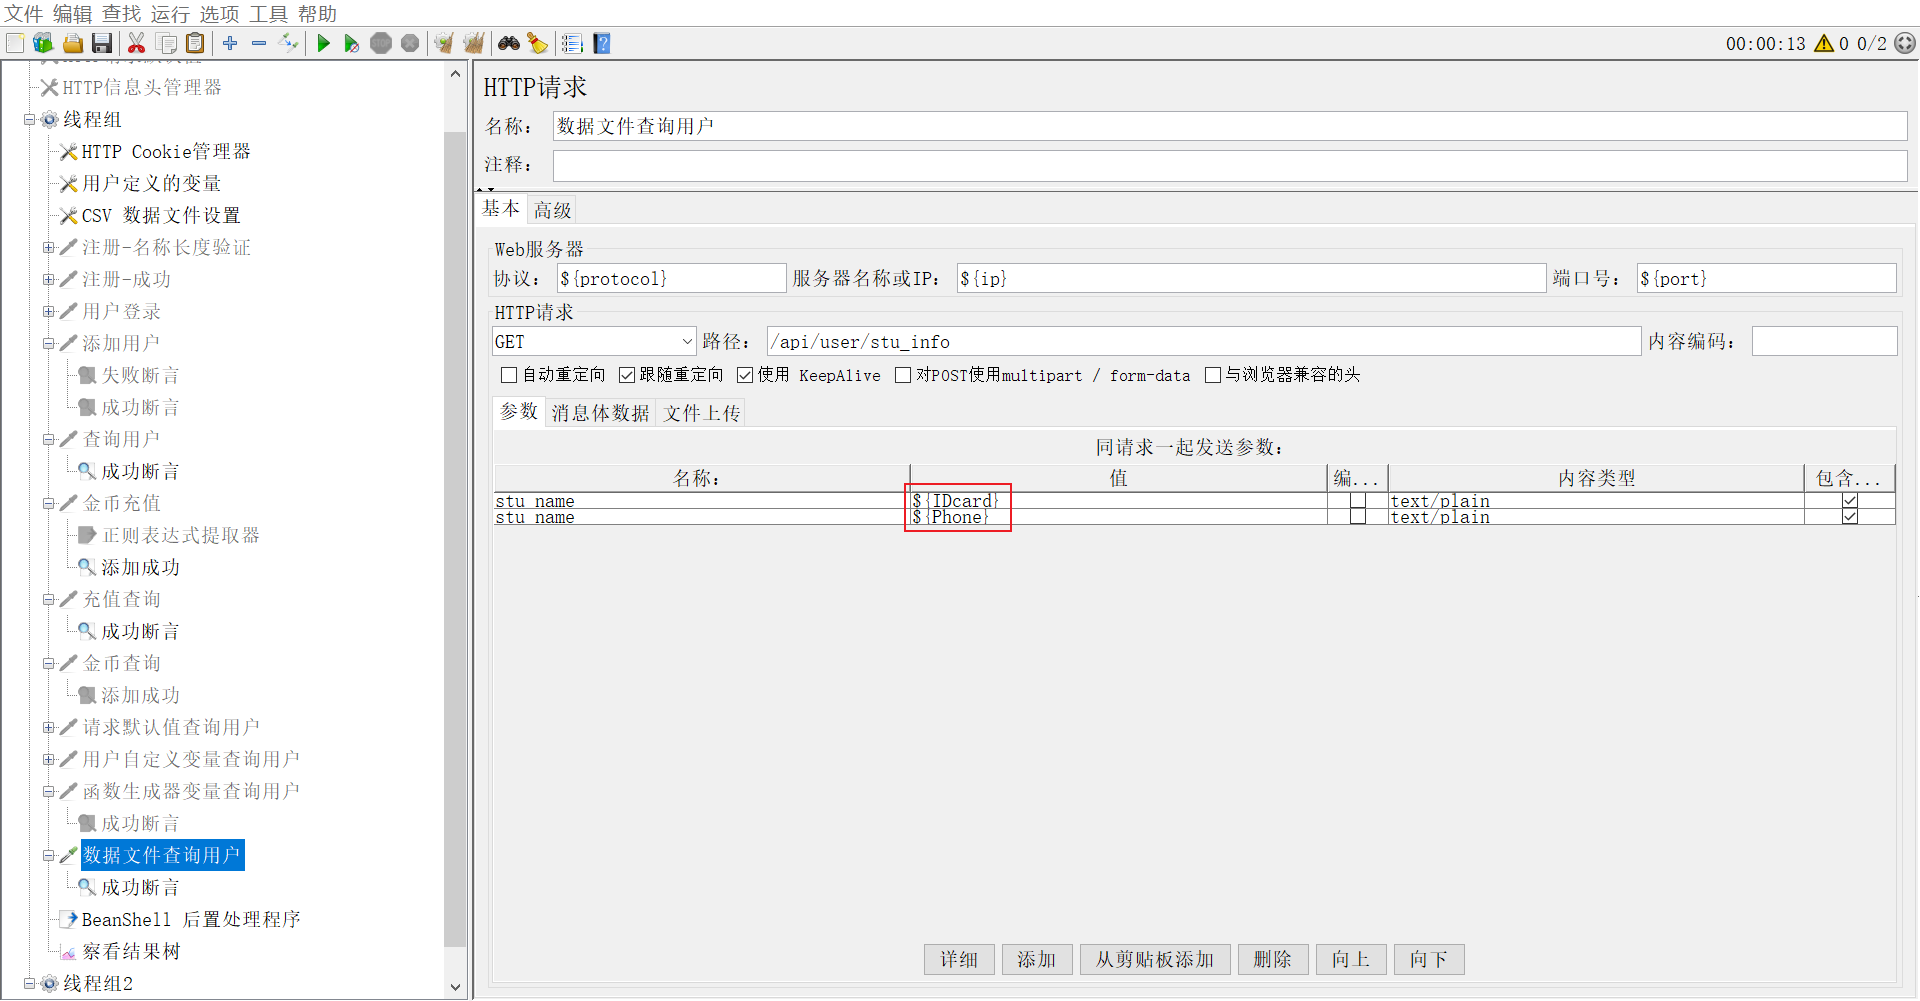 文件 编辑 查找 运行 选项 工具 帮助
00:00:13 0 0/2
HTTP信息头管理器
线程组
HTTP Cookie管理器
用户定义的变量
CSV 数据文件设置
注册-名称长度验证
注册-成功
用户登录
添加用户
失败断言
成功断言
查询用户
成功断言
金币充值
正则表达式提取器
添加成功
充值查询
成功断言
金币查询
添加成功
请求默认值查询用户
用户自定义变量查询用户
函数生成器变量查询用户
成功断言
数据文件查询用户
成功断言
BeanShell 后置处理程序
察看结果树
线程组2
HTTP请求
名称： 数据文件查询用户
注释：
基本 高级
Web服务器
协议： ${protocol} 服务器名称或IP： ${ip} 端口号： ${port}
HTTP请求
GET 路径： /api/user/stu_info 内容编码：
自动重定向 跟随重定向 使用 KeepAlive 对POST使用multipart / form-data 与浏览器兼容的头
参数 消息体数据 文件上传
同请求一起发送参数：
名称： 值 编... 内容类型 包含...
stu_name ${IDcard} text/plain
stu_name ${Phone} text/plain
详细 添加 从剪贴板添加 删除 向上 向下